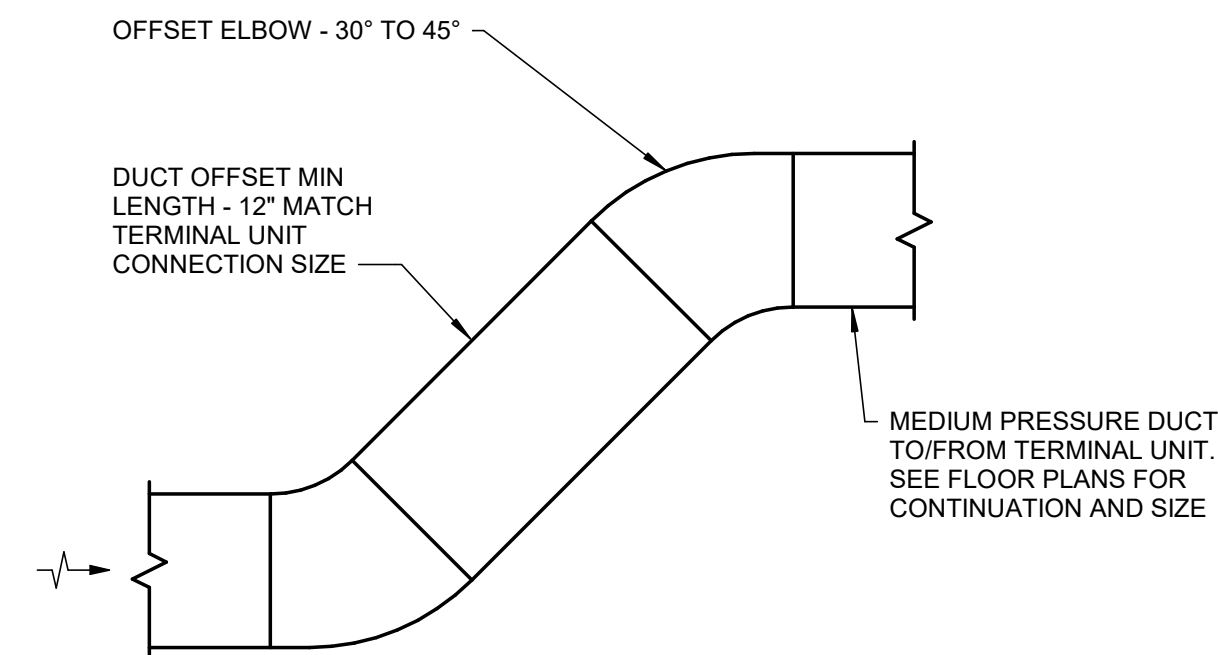 OFFSET ELBOW - 30° TO 45°
DUCT OFFSET MIN
LENGTH - 12" MATCH
TERMINAL UNIT
CONNECTION SIZE
MEDIUM PRESSURE DUCT
TO/FROM TERMINAL UNIT.
SEE FLOOR PLANS FOR
CONTINUATION AND SIZE